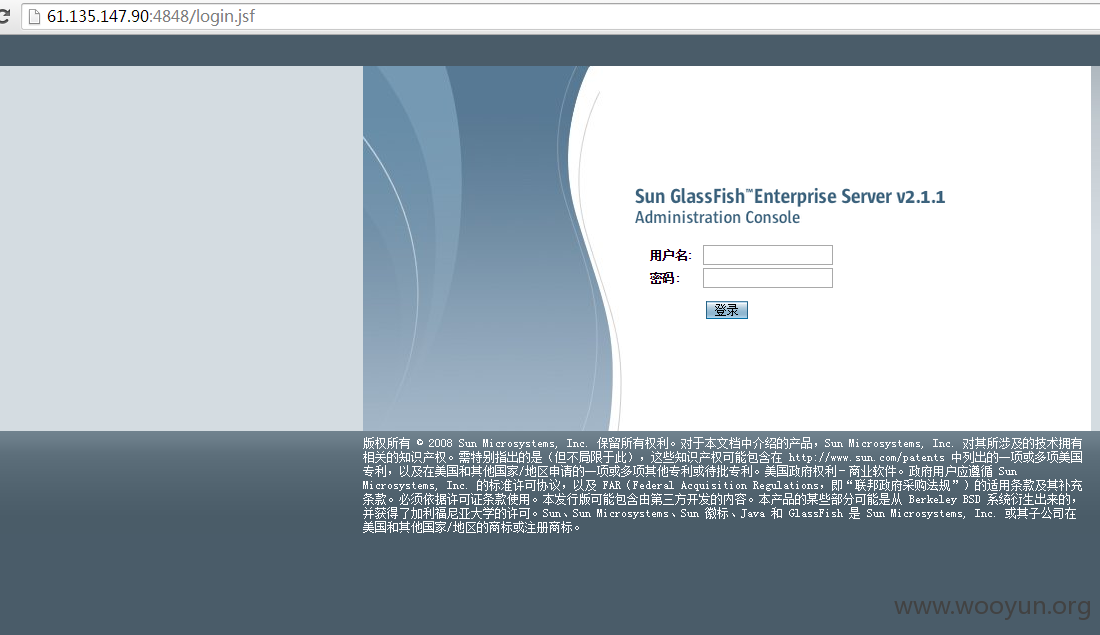 61.135.147.90:4848/login.jsf
Sun GlassFish™Enterprise Server v2.1.1
Administration Console
用户名:
密码:
登录
版权所有 © 2008 Sun Microsystems, Inc. 保留所有权利。对于本文档中介绍的产品，Sun Microsystems, Inc. 对其所涉及的技术拥有
相关的知识产权。需特别指出的是（但不局限于此），这些知识产权可能包含在 http://www.sun.com/patents 中列出的一项或多项美国
专利，以及在美国和其他国家/地区申请的一项或多项其他专利或待批专利。美国政府权利－商业软件。政府用户应遵循 Sun
Microsystems, Inc. 的标准许可协议，以及 FAR（Federal Acquisition Regulations，即“联邦政府采购法规”）的适用条款及其补充
条款。必须依据许可证条款使用。本发行版可能包含由第三方开发的内容。本产品的某些部分可能是从 Berkeley BSD 系统衍生出来的，
并获得了加利福尼亚大学的许可。Sun、Sun Microsystems、Sun 徽标、Java 和 GlassFish 是 Sun Microsystems, Inc. 或其子公司在
美国和其他国家/地区的商标或注册商标。
www.wooyun.org